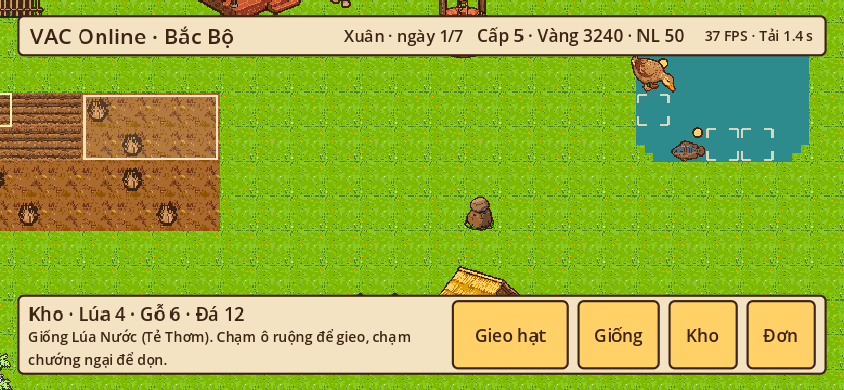 VAC Online · Bắc Bộ
Xuân · ngày 1/7 Cấp 5 · Vàng 3240 · NL 50 37 FPS · Tải 1.4 s
Kho · Lúa 4 · Gỗ 6 · Đá 12
Giống Lúa Nước (Tẻ Thơm). Chạm ô ruộng để gieo, chạm
chướng ngại để dọn.
Gieo hạt
Giống
Kho
Đơn